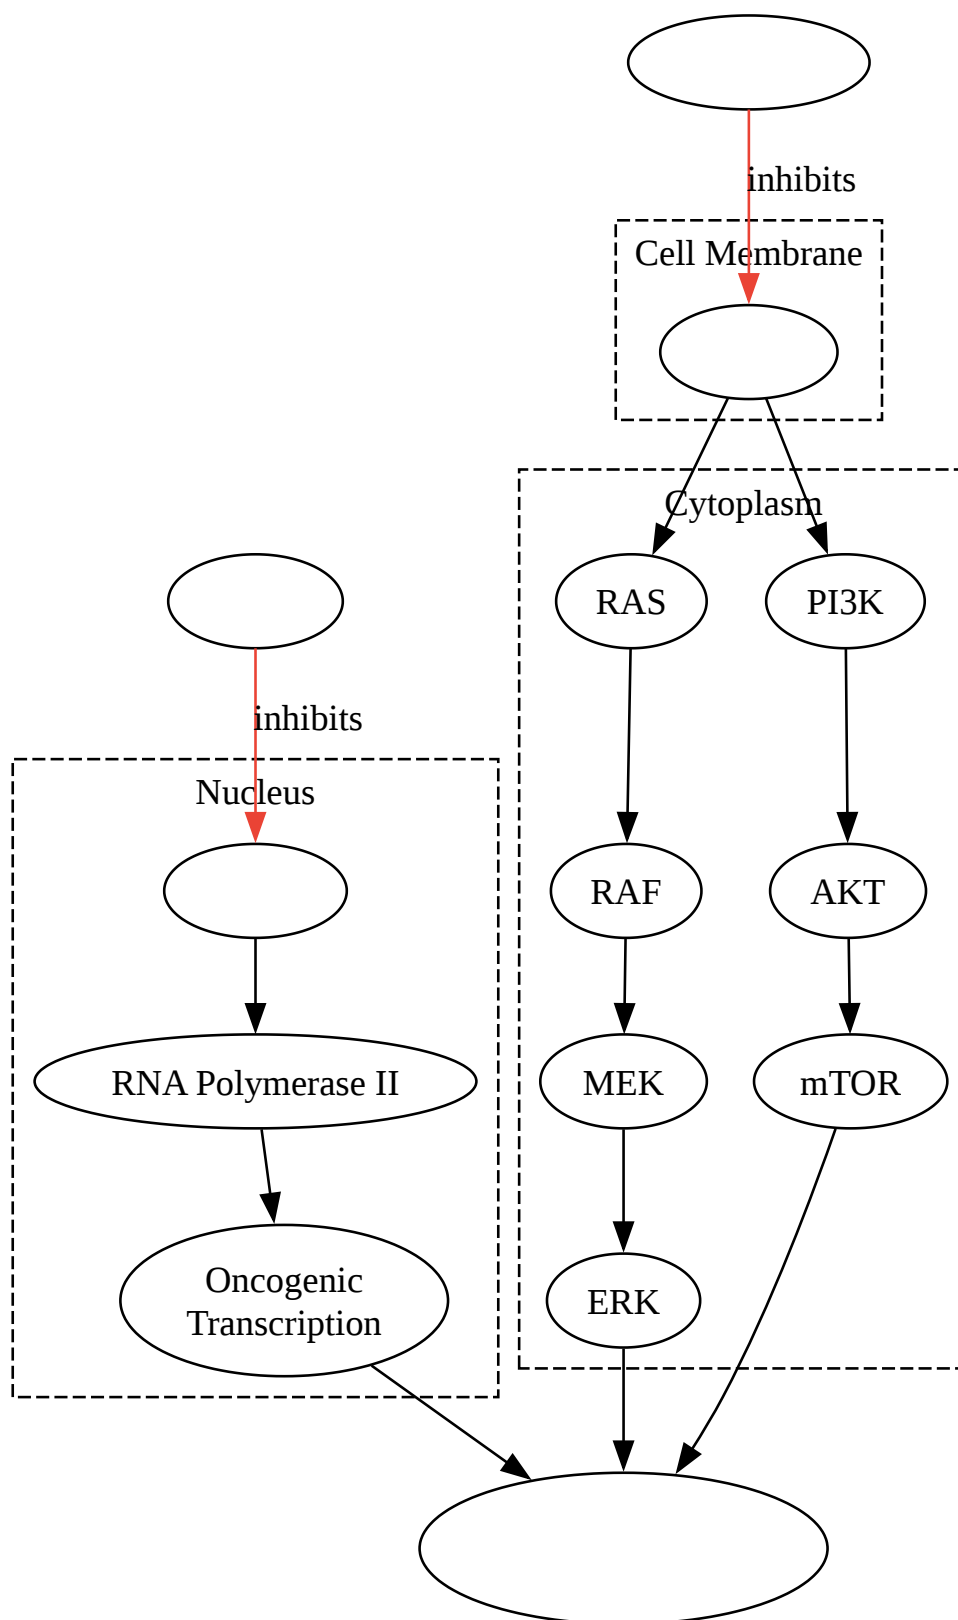 inhibits
Cell Membrane
Cytoplasm
RAS
PI3K
inhibits
Nucleus
RAF
AKT
RNA Polymerase II
MEK
mTOR
Oncogenic
Transcription
ERK